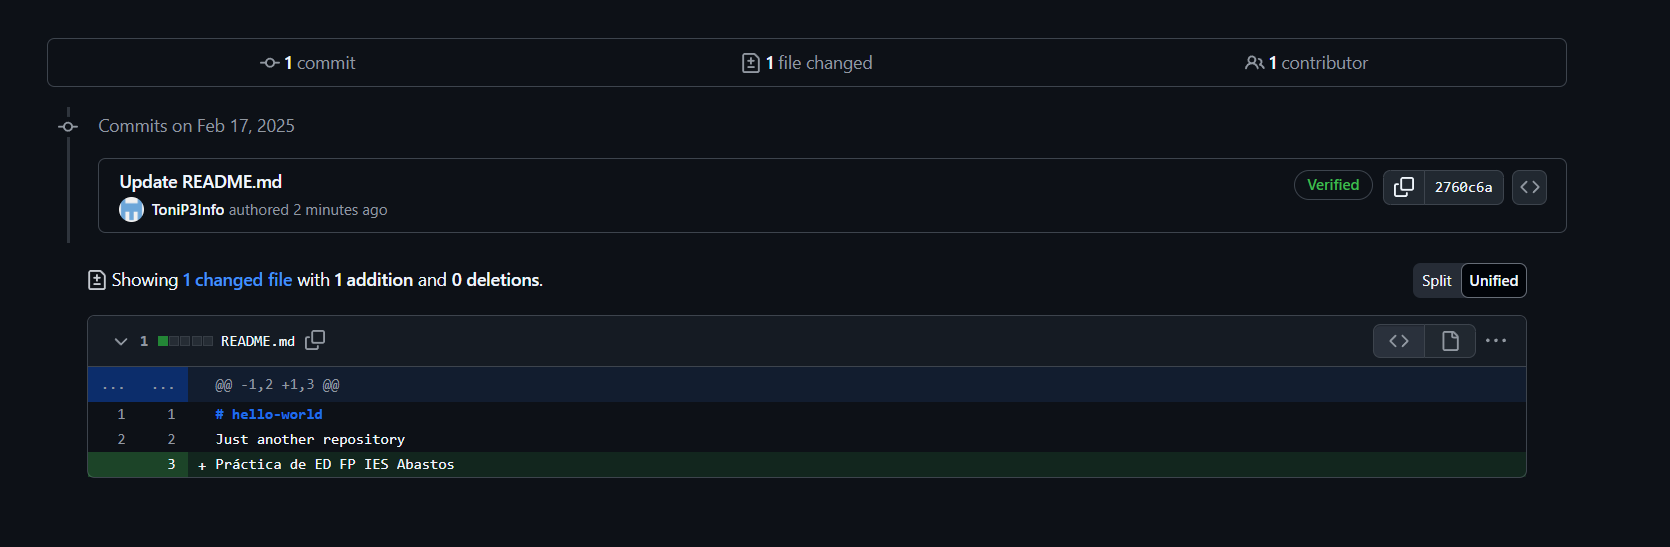 1 commit
1 file changed
1 contributor
Commits on Feb 17, 2025
Update README.md
Verified
2760c6a
ToniP3Info authored 2 minutes ago
Showing 1 changed file with 1 addition and 0 deletions.
Split Unified
1 README.md
... ... @@ -1,2 +1,3 @@
1 1 # hello-world
2 2 Just another repository
3 + Práctica de ED FP IES Abastos